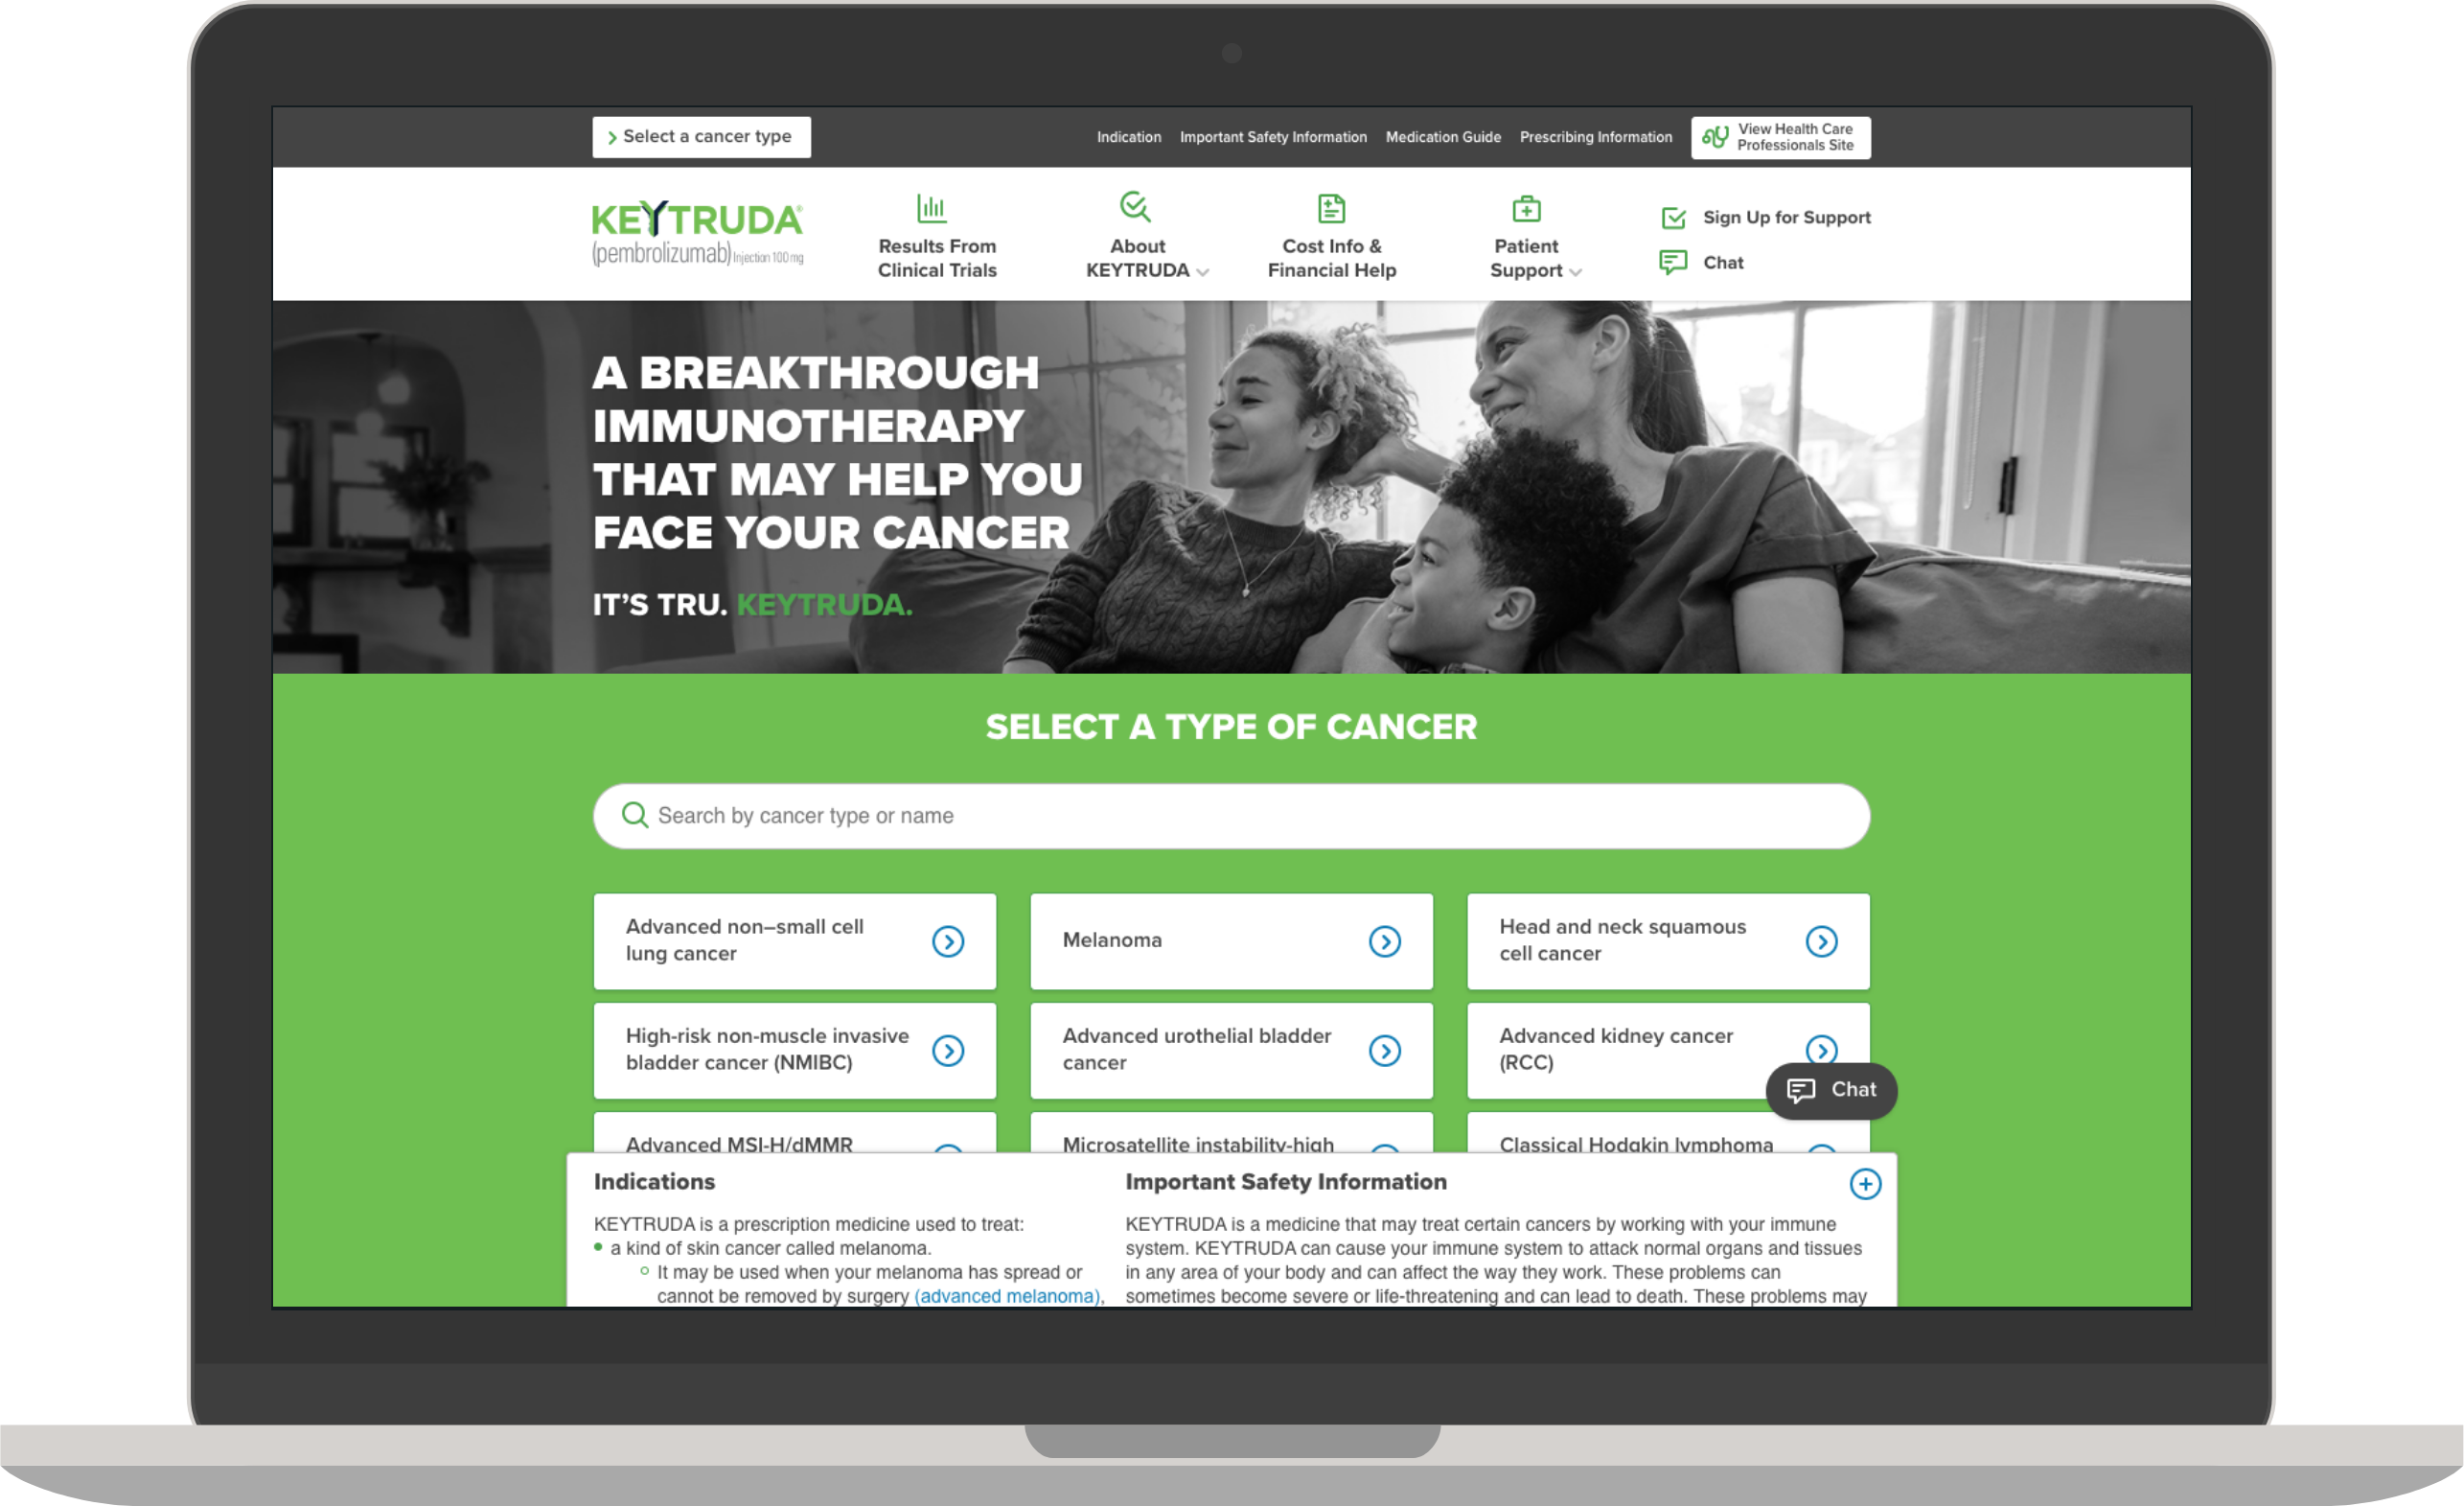 Select a cancer type
Indication Important Safety Information Medication Guide Prescribing Information
View Health Care
Professionals Site
KEYTRUDA®
(pembrolizumab) Injection 100 mg
Results From
Clinical Trials
About
KEYTRUDA
Cost Info &
Financial Help
Patient
Support
Sign Up for Support
Chat
A BREAKTHROUGH
IMMUNOTHERAPY
THAT MAY HELP YOU
FACE YOUR CANCER
IT'S TRU. KEYTRUDA.
SELECT A TYPE OF CANCER
Search by cancer type or name
Advanced non–small cell
lung cancer
Melanoma
Head and neck squamous
cell cancer
High-risk non-muscle invasive
bladder cancer (NMIBC)
Advanced urothelial bladder
cancer
Advanced kidney cancer
(RCC)
Chat
Advanced MSI-H/dMMR
Microsatellite instability-high
Classical Hodgkin lymphoma
Indications
KEYTRUDA is a prescription medicine used to treat:
• a kind of skin cancer called melanoma.
○ It may be used when your melanoma has spread or
cannot be removed by surgery (advanced melanoma),
Important Safety Information
KEYTRUDA is a medicine that may treat certain cancers by working with your immune
system. KEYTRUDA can cause your immune system to attack normal organs and tissues
in any area of your body and can affect the way they work. These problems can
sometimes become severe or life-threatening and can lead to death. These problems may